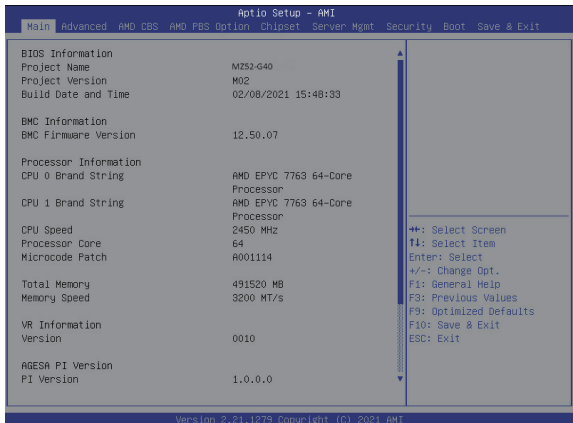 Aptio Setup – AMI
Main Advanced AMD CBS AMD PBS Option Chipset Server Mgmt Security Boot Save & Exit
BIOS Information
Project Name MZ52-G40
Project Version M02
Build Date and Time 02/08/2021 15:48:33
BMC Information
BMC Firmware Version 12.50.07
Processor Information
CPU 0 Brand String AMD EPYC 7763 64-Core
Processor
CPU 1 Brand String AMD EPYC 7763 64-Core
Processor
CPU Speed 2450 MHz
Processor Core 64
Microcode Patch A001114
Total Memory 491520 MB
Memory Speed 3200 MT/s
VR Information
Version 0010
AGESA PI Version
PI Version 1.0.0.0
→←: Select Screen
↑↓: Select Item
Enter: Select
+/-: Change Opt.
F1: General Help
F3: Previous Values
F9: Optimized Defaults
F10: Save & Exit
ESC: Exit
Version 2.21.1279 Copyright (C) 2021 AMI